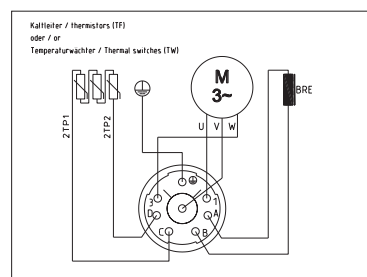 Kaltleiter / thermistors (TF)
oder / or
Temperaturwächter / Thermal switches (TW)
M
3~
BRE
U V W
2TP1
2TP2
3
1
D
A
C
B